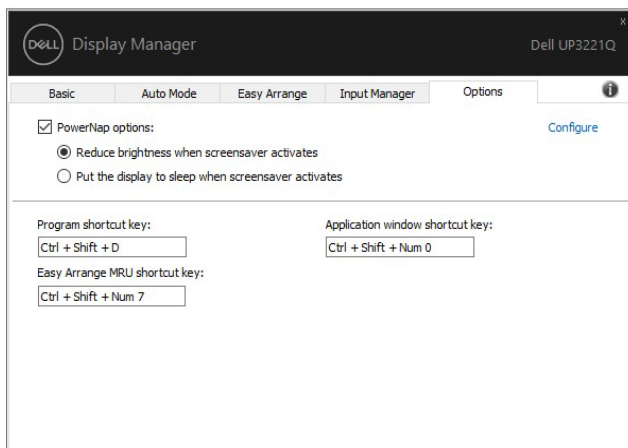 DELL Display Manager
Dell UP3221Q
x
Basic
Auto Mode
Easy Arrange
Input Manager
Options
i
PowerNap options:
Configure
Reduce brightness when screensaver activates
Put the display to sleep when screensaver activates
Program shortcut key:
Application window shortcut key:
Ctrl + Shift + D
Ctrl + Shift + Num 0
Easy Arrange MRU shortcut key:
Ctrl + Shift + Num 7